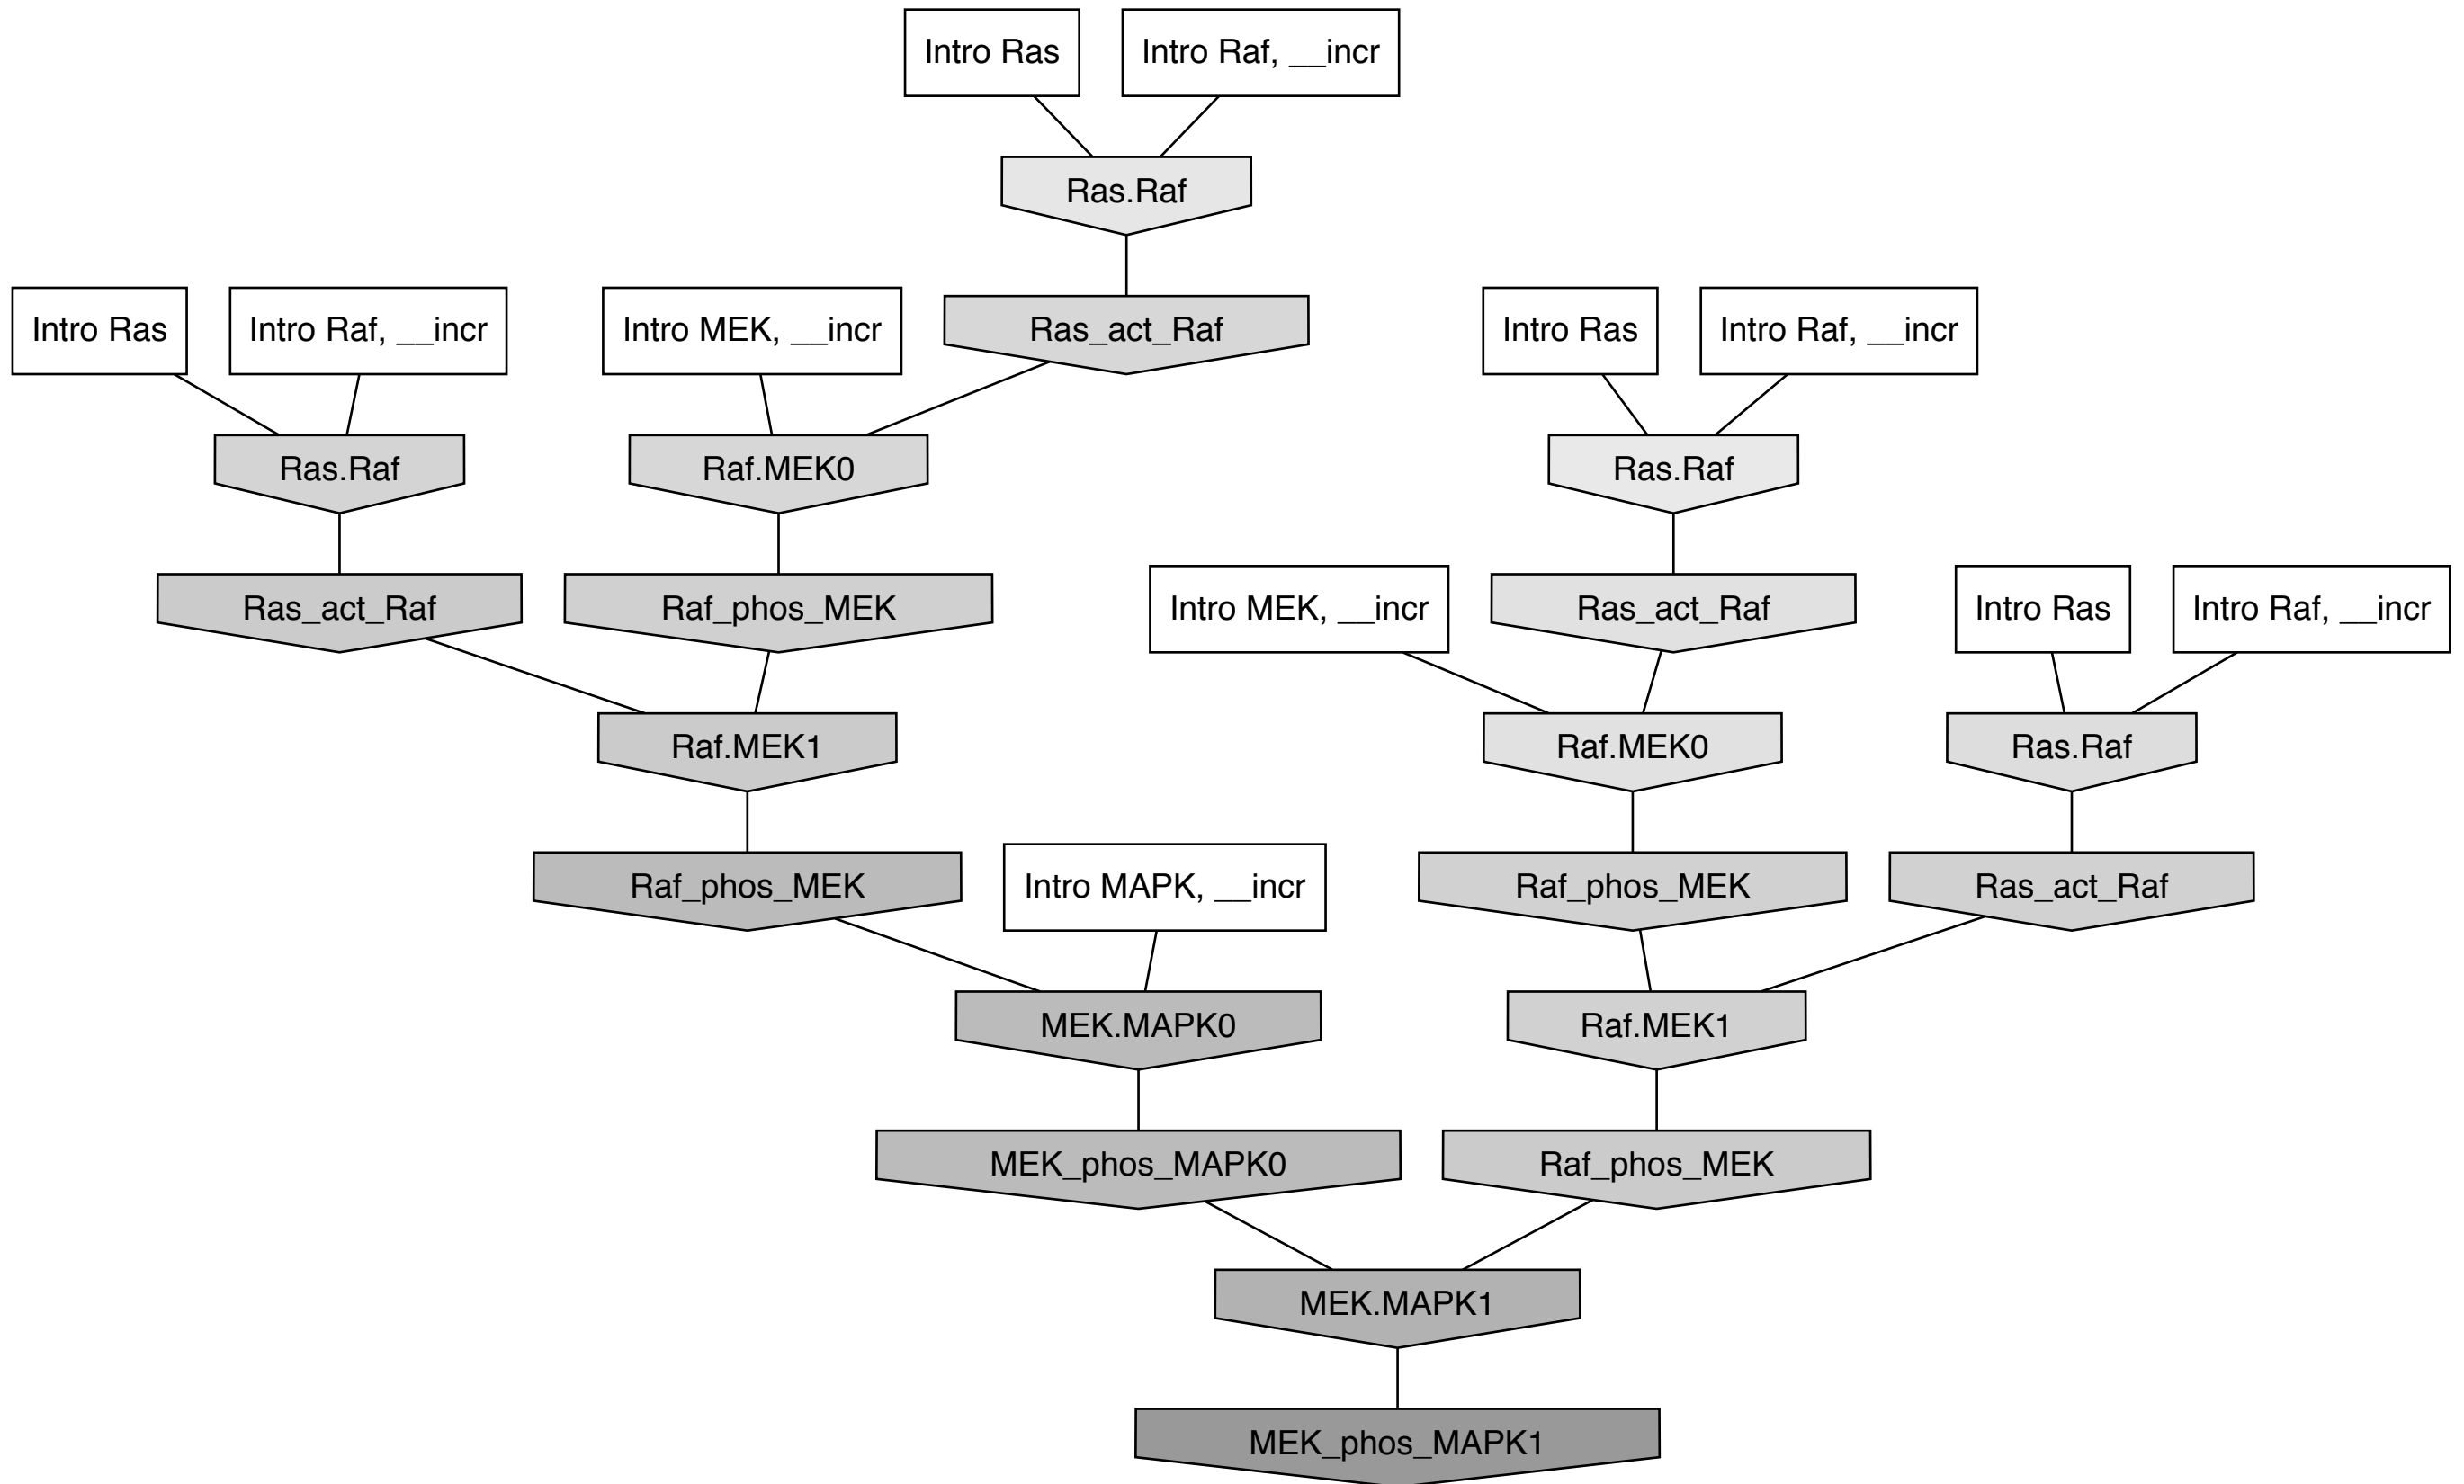 Intro Ras
Intro Raf, __incr
Ras.Raf
Intro Ras
Intro Raf, __incr
Intro MEK, __incr
Ras_act_Raf
Intro Ras
Intro Raf, __incr
Ras.Raf
Raf.MEK0
Ras.Raf
Ras_act_Raf
Raf_phos_MEK
Intro MEK, __incr
Ras_act_Raf
Intro Ras
Intro Raf, __incr
Raf.MEK1
Raf.MEK0
Ras.Raf
Raf_phos_MEK
Intro MAPK, __incr
Raf_phos_MEK
Ras_act_Raf
MEK.MAPK0
Raf.MEK1
MEK_phos_MAPK0
Raf_phos_MEK
MEK.MAPK1
MEK_phos_MAPK1